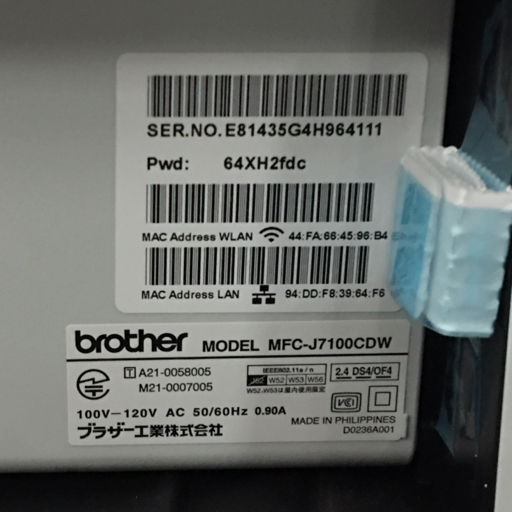 SER.NO.E81435G4H964111
Pwd: 64XH2fdc
MAC Address WLAN 44:FA:66:45:96:B4
MAC Address LAN 94:DD:F8:39:64:F6
brother MODEL MFC-J7100CDW
T A21-0058005
M21-0007005
IEEE802.11a/n
W52 W53 W56
W52,W53は屋内使用限定
2.4 DS4/OF4
100V-120V AC 50/60Hz 0.90A
VCI
ブラザー工業株式会社
MADE IN PHILIPPINES
D0236A001